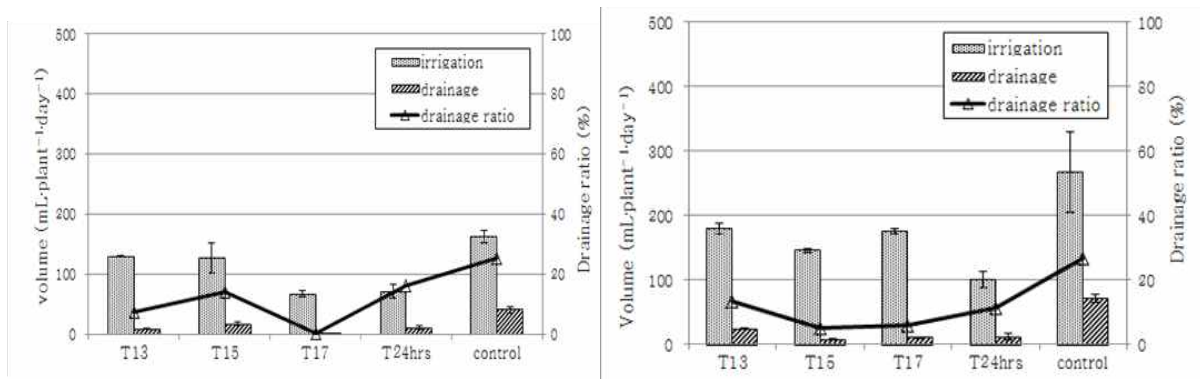 500
400
300
200
100
0
volume (mL·plant⁻¹·day⁻¹)
100
80
60
40
20
0
Drainage ratio (%)
irrigation
drainage
drainage ratio
T13 T15 T17 T24hrs control
500
400
300
200
100
0
Volume (mL·plant⁻¹·day⁻¹)
100
80
60
40
20
0
Drainage ratio (%)
irrigation
drainage
drainage ratio
T13 T15 T17 T24hrs control